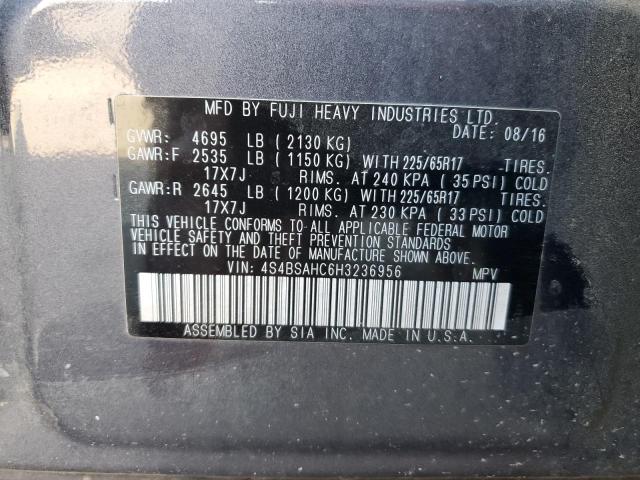 MFD BY FUJI HEAVY INDUSTRIES LTD.
DATE: 08/16
GVWR: 4695 LB (2130 KG)
GAWR:F 2535 LB (1150 KG) WITH 225/65R17 TIRES.
17X7J RIMS. AT 240 KPA (35 PSI) COLD
GAWR:R 2645 LB (1200 KG) WITH 225/65R17 TIRES.
17X7J RIMS. AT 230 KPA (33 PSI) COLD
THIS VEHICLE CONFORMS TO ALL APPLICABLE FEDERAL MOTOR
VEHICLE SAFETY AND THEFT PREVENTION STANDARDS
IN EFFECT ON THE DATE OF MANUFACTURE SHOWN ABOVE.
VIN: 4S4BSAHC6H3236956 MPV
ASSEMBLED BY SIA INC. MADE IN U.S.A.